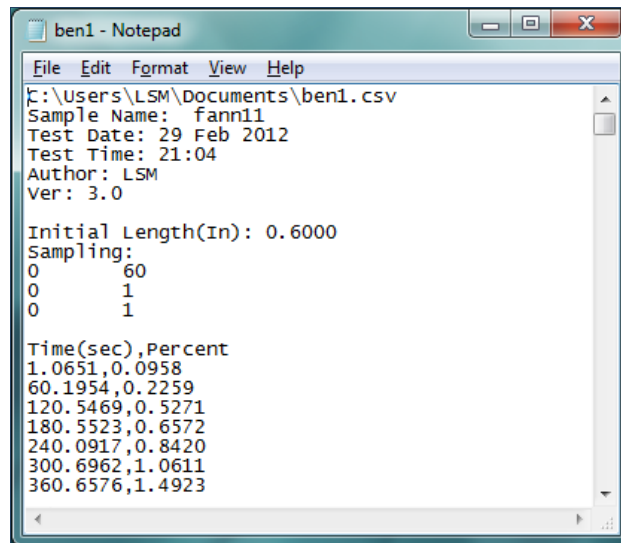 ben1 - Notepad
File Edit Format View Help
C:\Users\LSM\Documents\ben1.csv
Sample Name:  fann11
Test Date: 29 Feb 2012
Test Time: 21:04
Author: LSM
Ver: 3.0
Initial Length(In): 0.6000
Sampling:
0	60
0	1
0	1
Time(sec),Percent
1.0651,0.0958
60.1954,0.2259
120.5469,0.5271
180.5523,0.6572
240.0917,0.8420
300.6962,1.0611
360.6576,1.4923